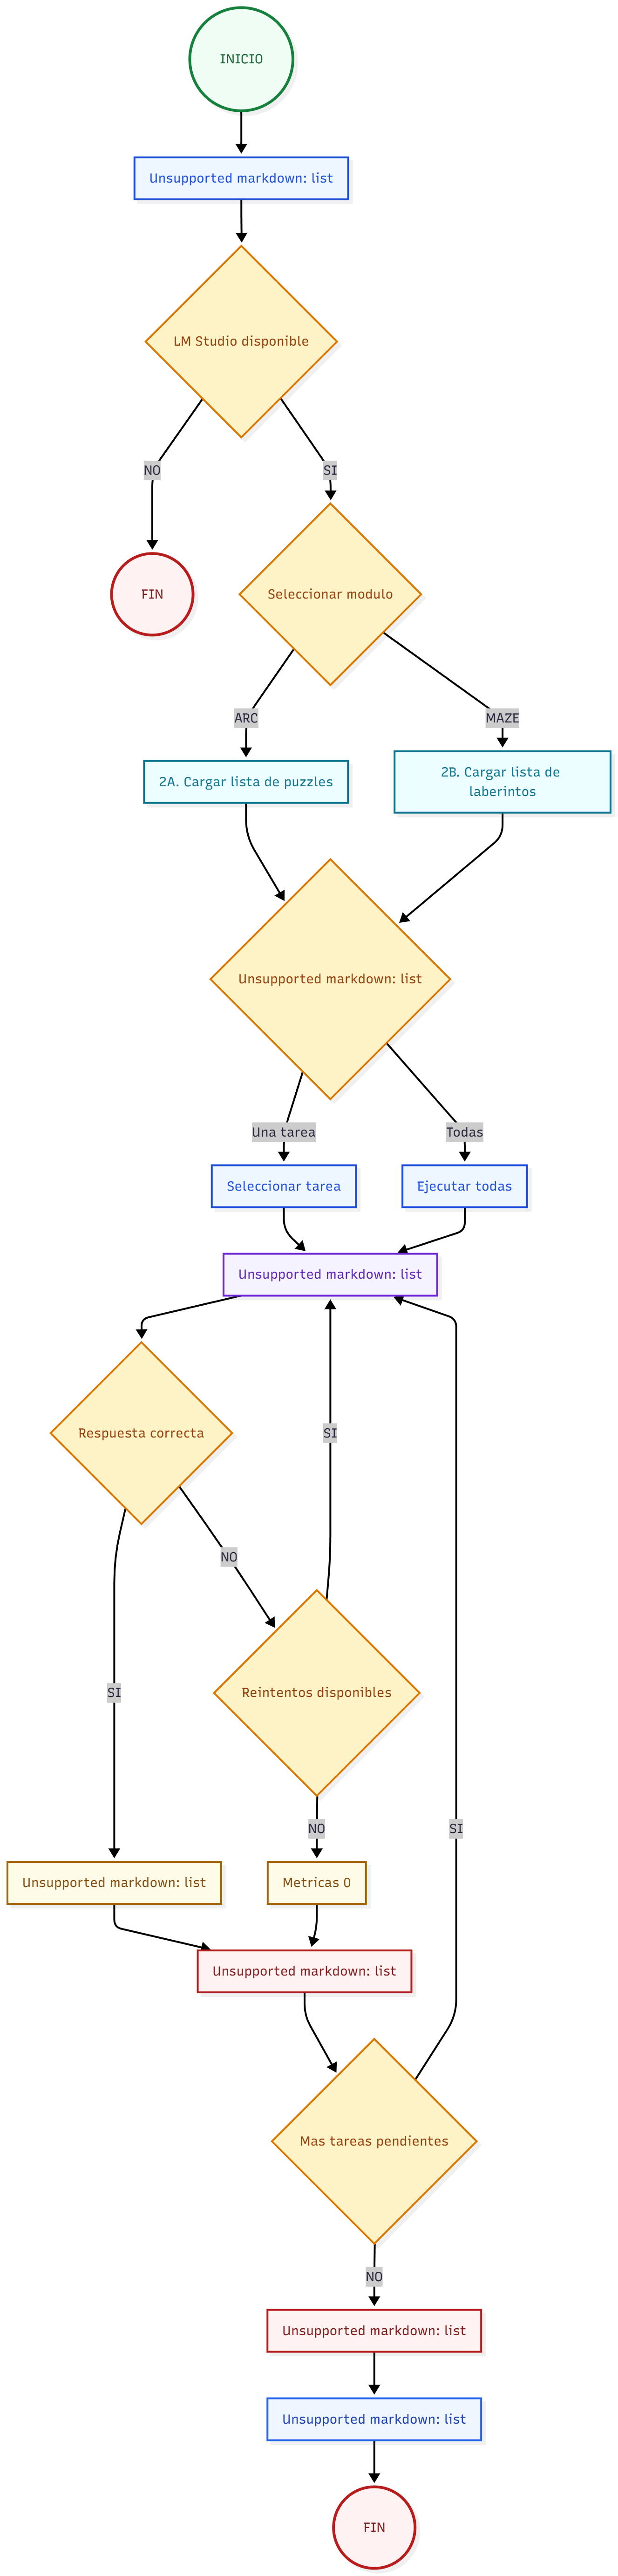 INICIO
Unsupported markdown: list
LM Studio disponible
NO
SI
FIN
Seleccionar modulo
ARC
MAZE
2A. Cargar lista de puzzles
2B. Cargar lista de
laberintos
Unsupported markdown: list
Una tarea
Todas
Seleccionar tarea
Ejecutar todas
Unsupported markdown: list
Respuesta correcta
SI
NO
Reintentos disponibles
SI
NO
SI
Unsupported markdown: list
Metricas 0
Unsupported markdown: list
Mas tareas pendientes
NO
Unsupported markdown: list
Unsupported markdown: list
FIN